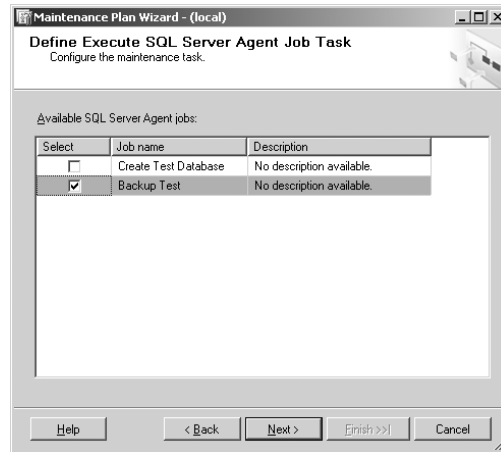 Maintenance Plan Wizard - (local)
Define Execute SQL Server Agent Job Task
Configure the maintenance task.
Available SQL Server Agent jobs:
Select Job name Description
Create Test Database No description available.
Backup Test No description available.
Help < Back Next > Finish >>| Cancel